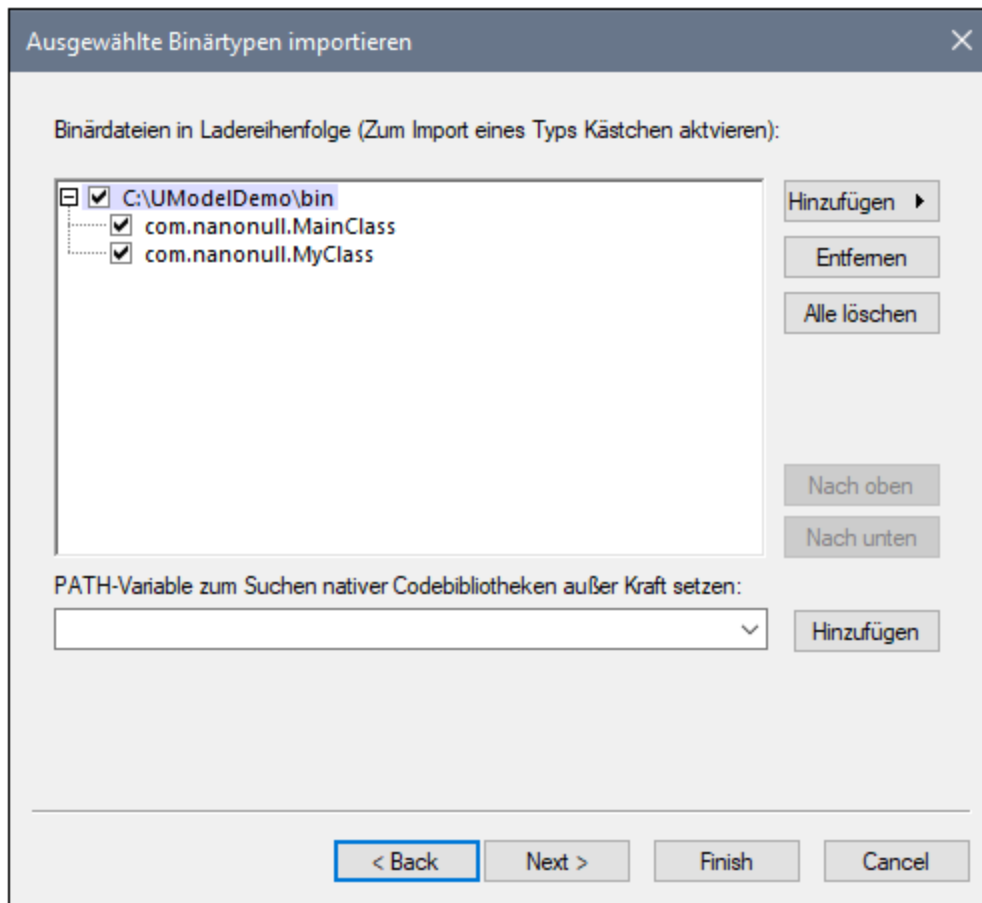 Ausgewählte Binärtypen importieren
Binärdateien in Ladereihenfolge (Zum Import eines Typs Kästchen aktvieren):
C:\UModelDemo\bin
com.nanonull.MainClass
com.nanonull.MyClass
Hinzufügen
Entfernen
Alle löschen
Nach oben
Nach unten
PATH-Variable zum Suchen nativer Codebibliotheken außer Kraft setzen:
Hinzufügen
< Back
Next >
Finish
Cancel